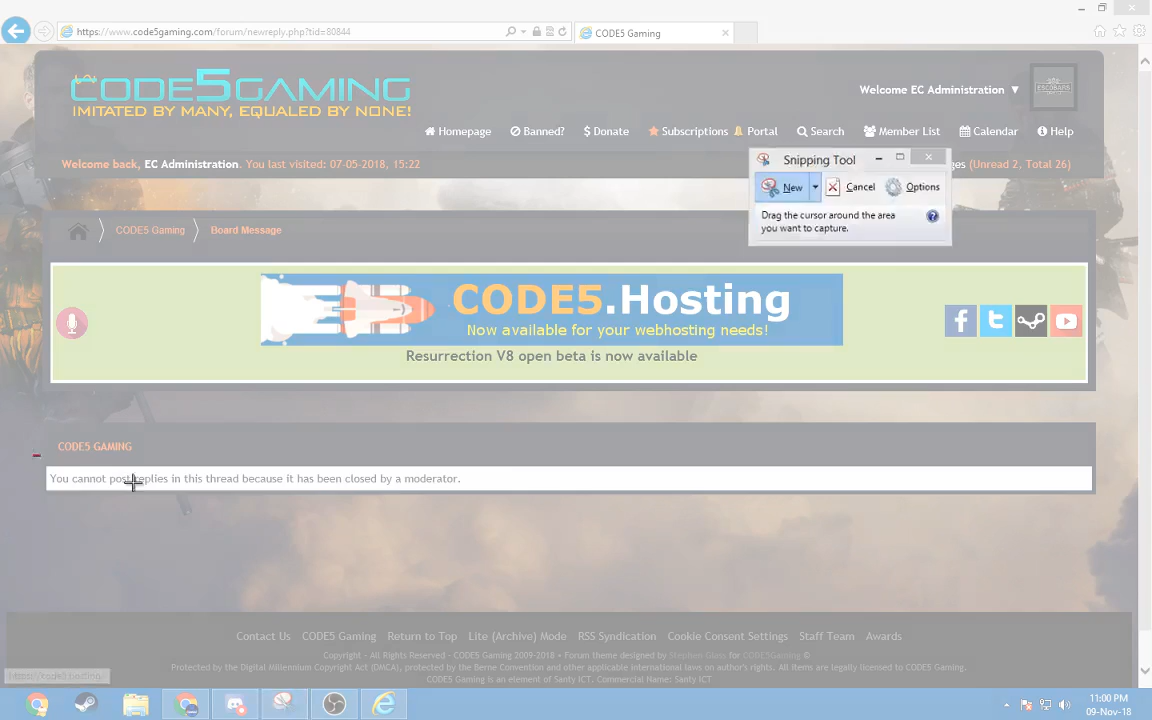 https://www.code5gaming.com/forum/newreply.php?tid=80844
CODE5 Gaming
CODE5GAMING
IMITATED BY MANY, EQUALED BY NONE!
Welcome EC Administration ▼
ESCOBARS
Homepage
Banned?
Donate
Subscriptions
Portal
Search
Member List
Calendar
Help
Welcome back, EC Administration. You last visited: 07-05-2018, 15:22
(Unread 2, Total 26)
Snipping Tool
New
Cancel
Options
Drag the cursor around the area
you want to capture.
CODE5 Gaming
Board Message
CODE5.Hosting
Now available for your webhosting needs!
Resurrection V8 open beta is now available
CODE5 GAMING
You cannot post replies in this thread because it has been closed by a moderator.
Contact Us
CODE5 Gaming
Return to Top
Lite (Archive) Mode
RSS Syndication
Cookie Consent Settings
Staff Team
Awards
Copyright - All Rights Reserved - CODE5 Gaming 2009-2018 • Forum theme designed by Stephen Glass for CODE5Gaming ©
Protected by the Digital Millennium Copyright Act (DMCA), protected by the Berne Convention and other applicable international laws on author's rights. All items are legally licensed to CODE5 Gaming.
CODE5 Gaming is an element of Santy ICT. Commercial Name: Santy ICT
https://code5.hosting
11:00 PM
09-Nov-18